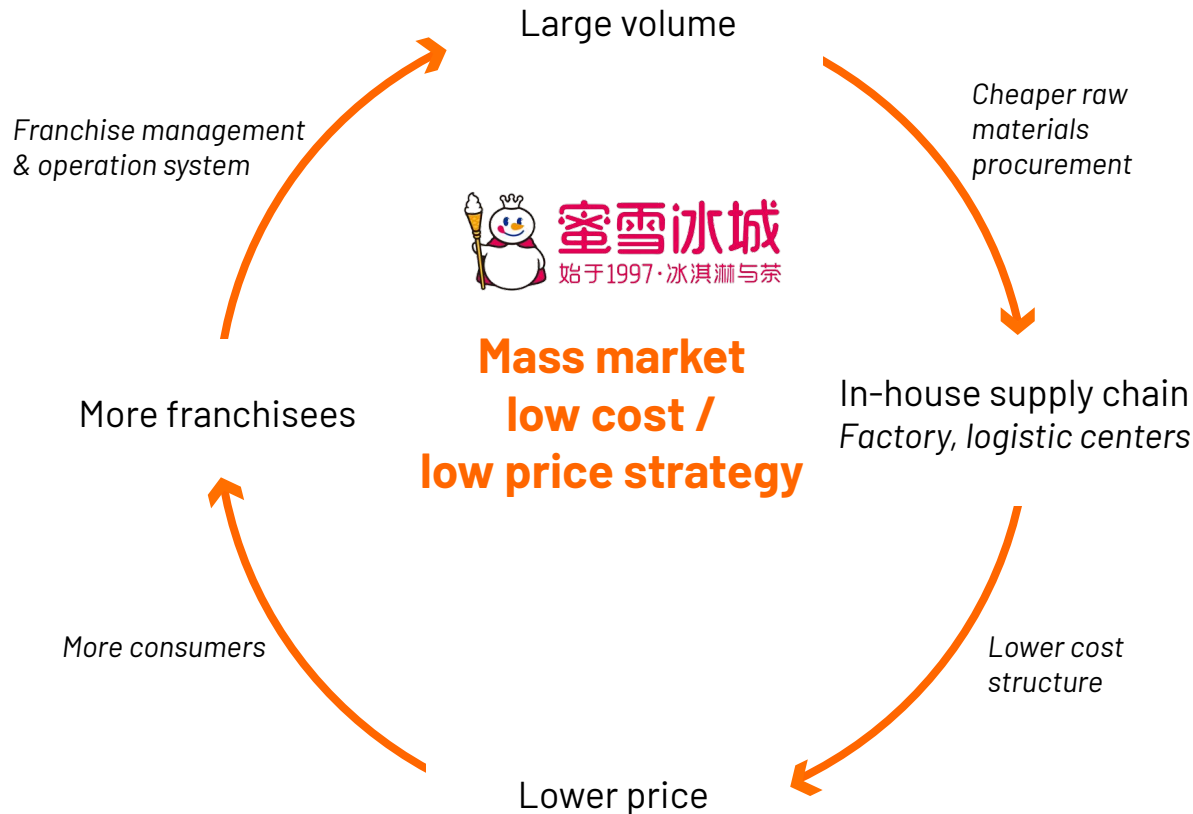 Large volume
Cheaper raw
materials
procurement
Franchise management
& operation system
蜜雪冰城
始于1997·冰淇淋与茶
Mass market
low cost /
low price strategy
More franchisees
In-house supply chain
Factory, logistic centers
More consumers
Lower cost
structure
Lower price